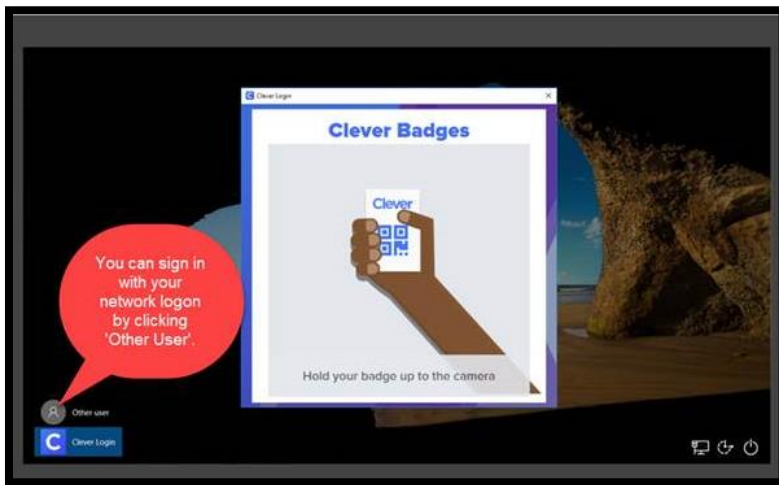 Clever Login
Clever Badges
Clever
You can sign in
with your
network logon
by clicking
'Other User'.
Hold your badge up to the camera
Other user
Clever Login